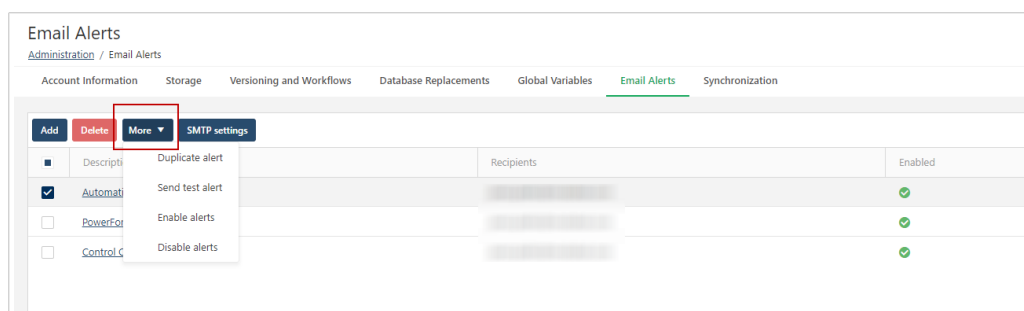 Email Alerts
Administration / Email Alerts
Account Information Storage Versioning and Workflows Database Replacements Global Variables Email Alerts Synchronization
Add Delete More ▼ SMTP settings
Descripti Recipients Enabled
Duplicate alert
Automati
Send test alert
PowerFor
Enable alerts
Control C
Disable alerts